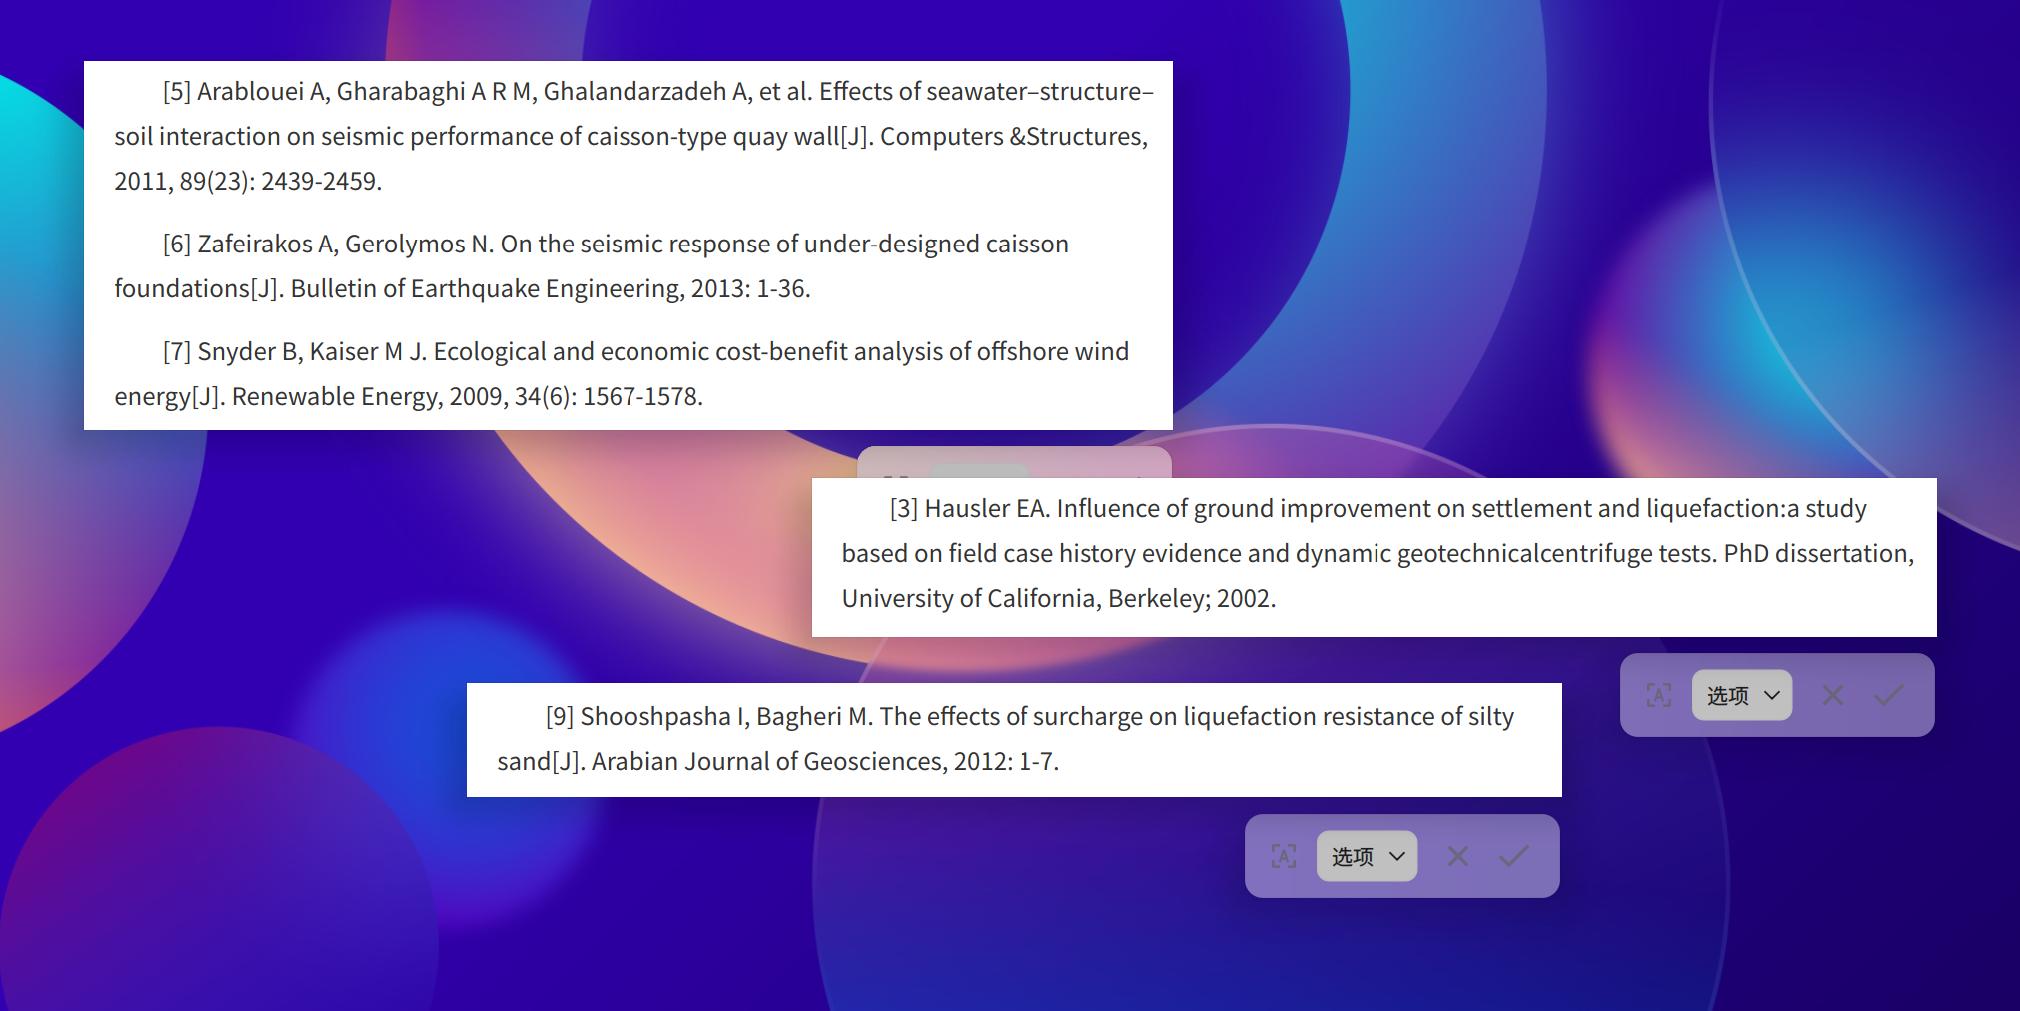 [5] Arablouei A, Gharabaghi A R M, Ghalandarzadeh A, et al. Effects of seawater–structure–
soil interaction on seismic performance of caisson-type quay wall[J]. Computers &Structures,
2011, 89(23): 2439-2459.
[6] Zafeirakos A, Gerolymos N. On the seismic response of under-designed caisson
foundations[J]. Bulletin of Earthquake Engineering, 2013: 1-36.
[7] Snyder B, Kaiser M J. Ecological and economic cost-benefit analysis of offshore wind
energy[J]. Renewable Energy, 2009, 34(6): 1567-1578.
[3] Hausler EA. Influence of ground improvement on settlement and liquefaction:a study
based on field case history evidence and dynamic geotechnicalcentrifuge tests. PhD dissertation,
University of California, Berkeley; 2002.
A 选项
[9] Shooshpasha I, Bagheri M. The effects of surcharge on liquefaction resistance of silty
sand[J]. Arabian Journal of Geosciences, 2012: 1-7.
A 选项